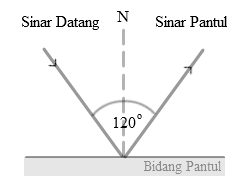 Sinar Datang N Sinar Pantul
120°
Bidang Pantul